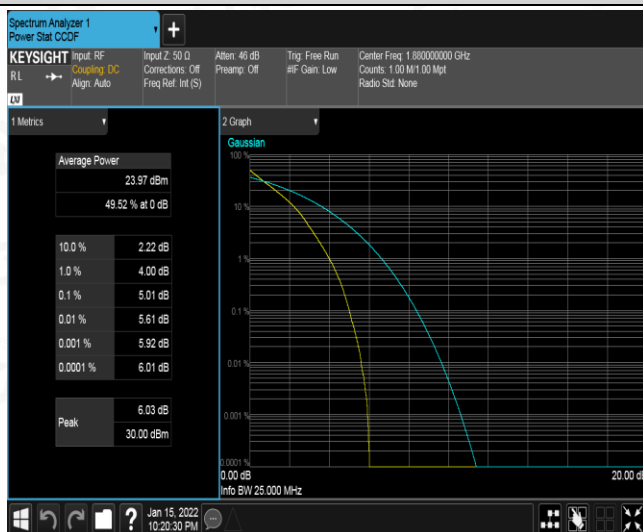 Spectrum Analyzer 1
Power Stat CCDF
+
KEYSIGHT Input: RF Input Z: 50 Ω Atten: 46 dB Trig: Free Run Center Freq: 1.880000000 GHz
RL Coupling: DC Corrections: Off Preamp: Off #IF Gain: Low Counts: 1.00 M/1.00 Mpt
Align: Auto Freq Ref: Int (S) Radio Std: None
LXI
1 Metrics
Average Power
23.97 dBm
49.52 % at 0 dB
10.0 % 2.22 dB
1.0 % 4.00 dB
0.1 % 5.01 dB
0.01 % 5.61 dB
0.001 % 5.92 dB
0.0001 % 6.01 dB
Peak 6.03 dB
30.00 dBm
2 Graph
Gaussian
100 %
10 %
1 %
0.1 %
0.01 %
0.001 %
0.0001 %
0.00 dB 20.00 dB
Info BW 25.000 MHz
? Jan 15, 2022
10:20:30 PM